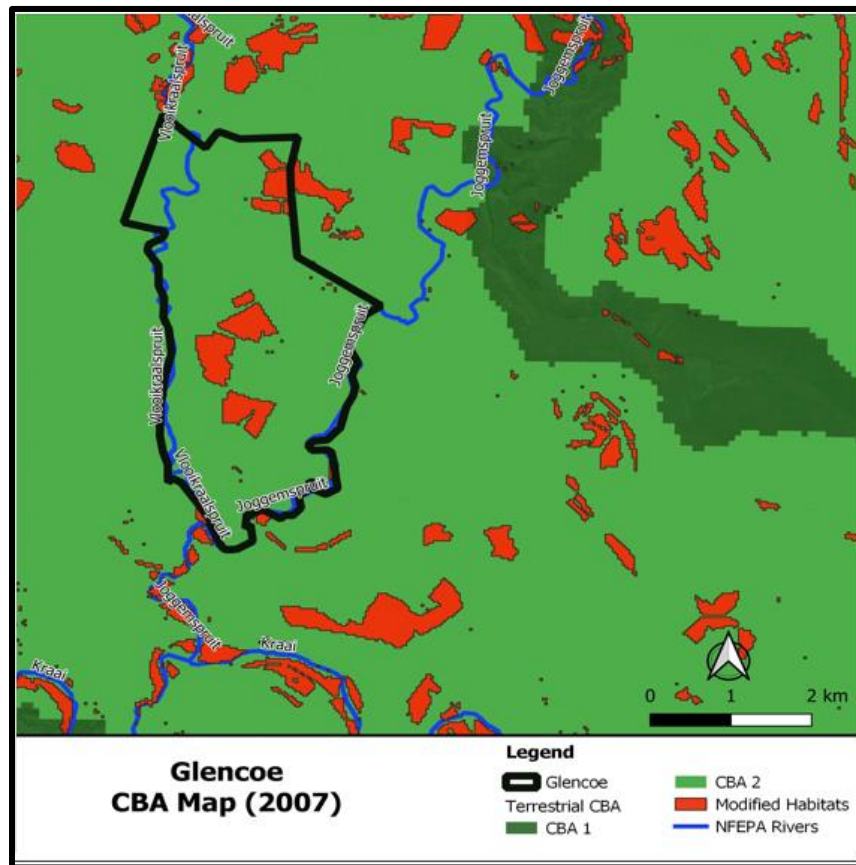 Vlooikraalspruit
Joggemspruit
Vlooikraalspruit
Joggemspruit
Joggemspruit
Vlooikraalspruit
Vlooikraalspruit
Joggemspruit
Joggemspruit
Kraai
Kraai
0 1 2 km
Glencoe
CBA Map (2007)
Legend
Glencoe
Terrestrial CBA
CBA 1
CBA 2
Modified Habitats
NFEPA Rivers